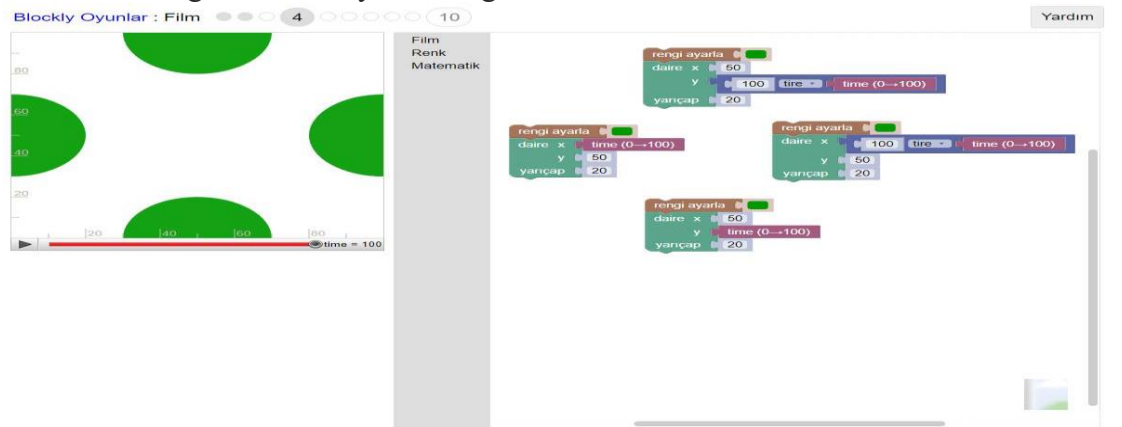 Blockly Oyunlar : Film 4 10 Yardım
Film
Renk
Matematik
80
60
40
20
20 40 60 80
time = 100
rengi ayarla
daire x 50
y 100 tire time (0→100)
yarıçap 20
rengi ayarla
daire x time (0→100)
y 50
yarıçap 20
rengi ayarla
daire x 100 tire time (0→100)
y 50
yarıçap 20
rengi ayarla
daire x 50
y time (0→100)
yarıçap 20